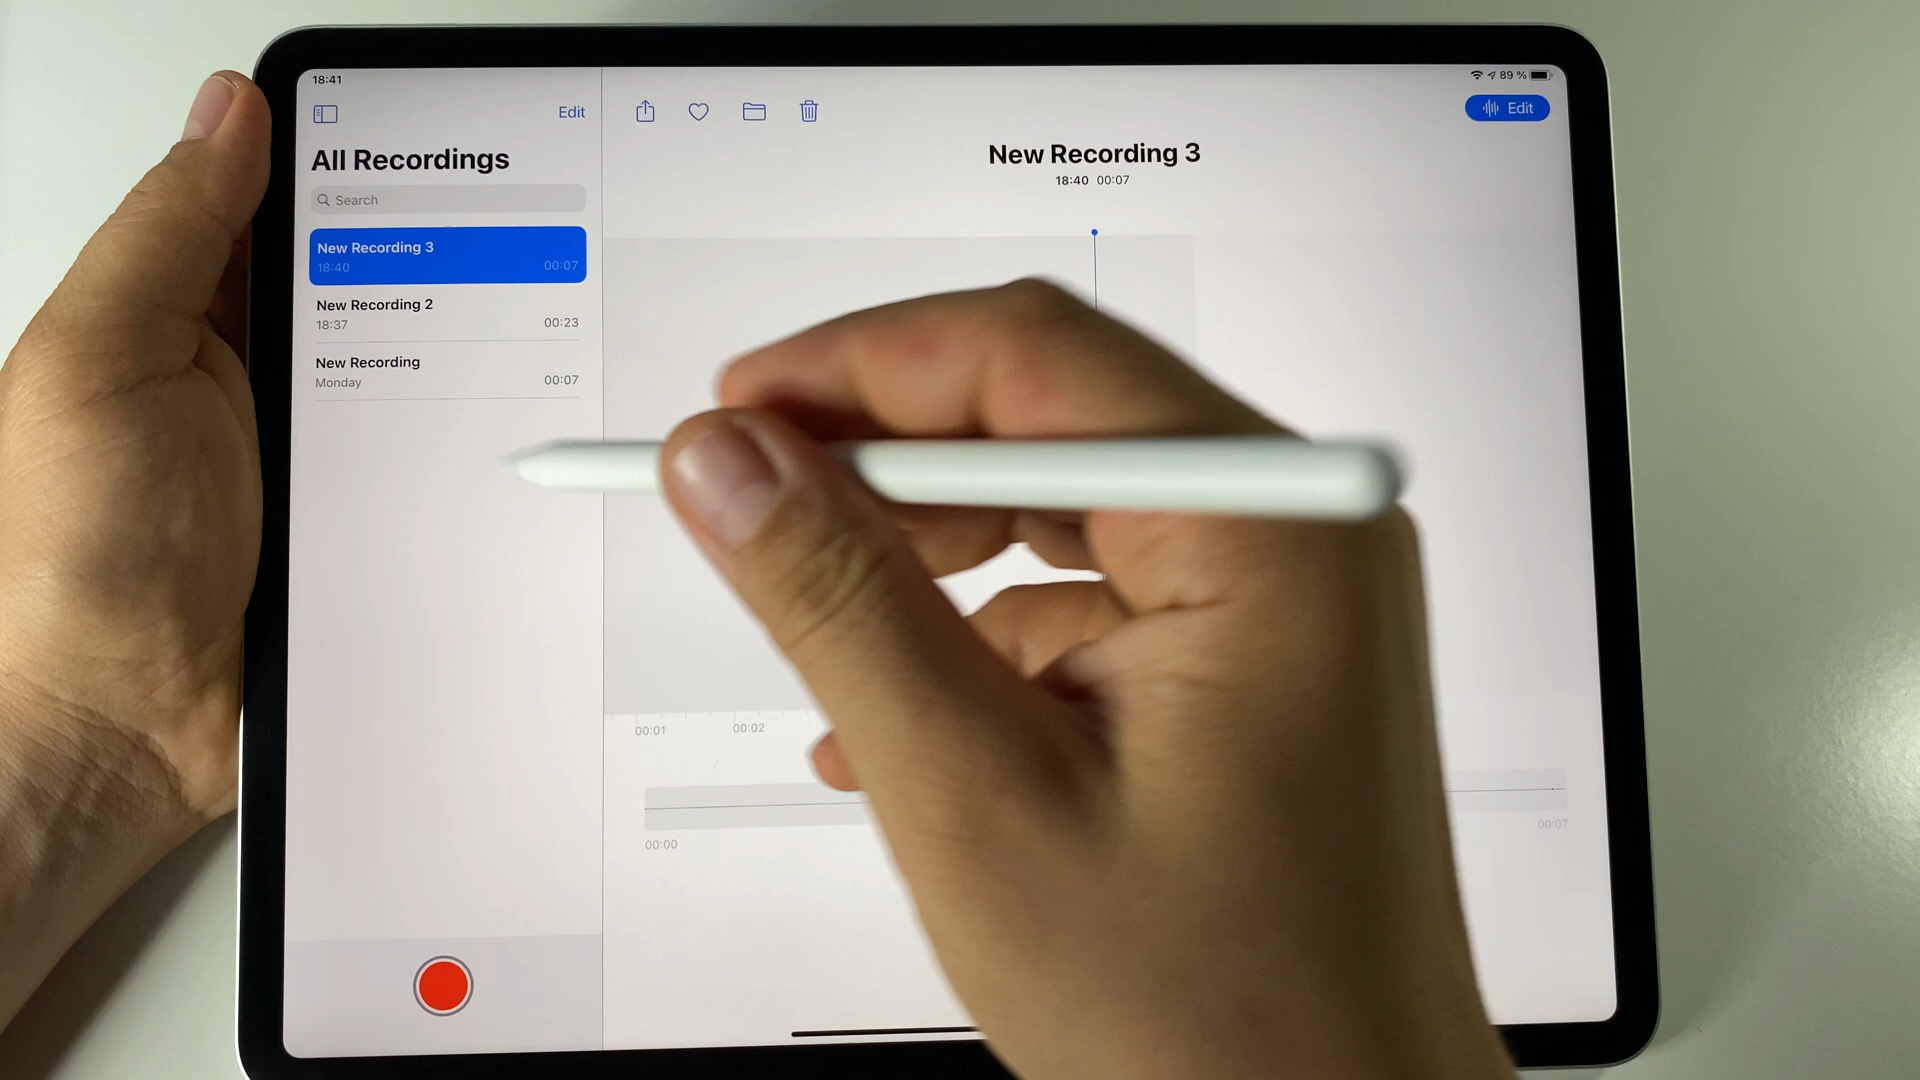 18:41
89 %
Edit
Edit
All Recordings
New Recording 3
18:40 00:07
Search
New Recording 3
18:40 00:07
New Recording 2
18:37 00:23
New Recording
Monday 00:07
00:01 00:02
00:07
00:00